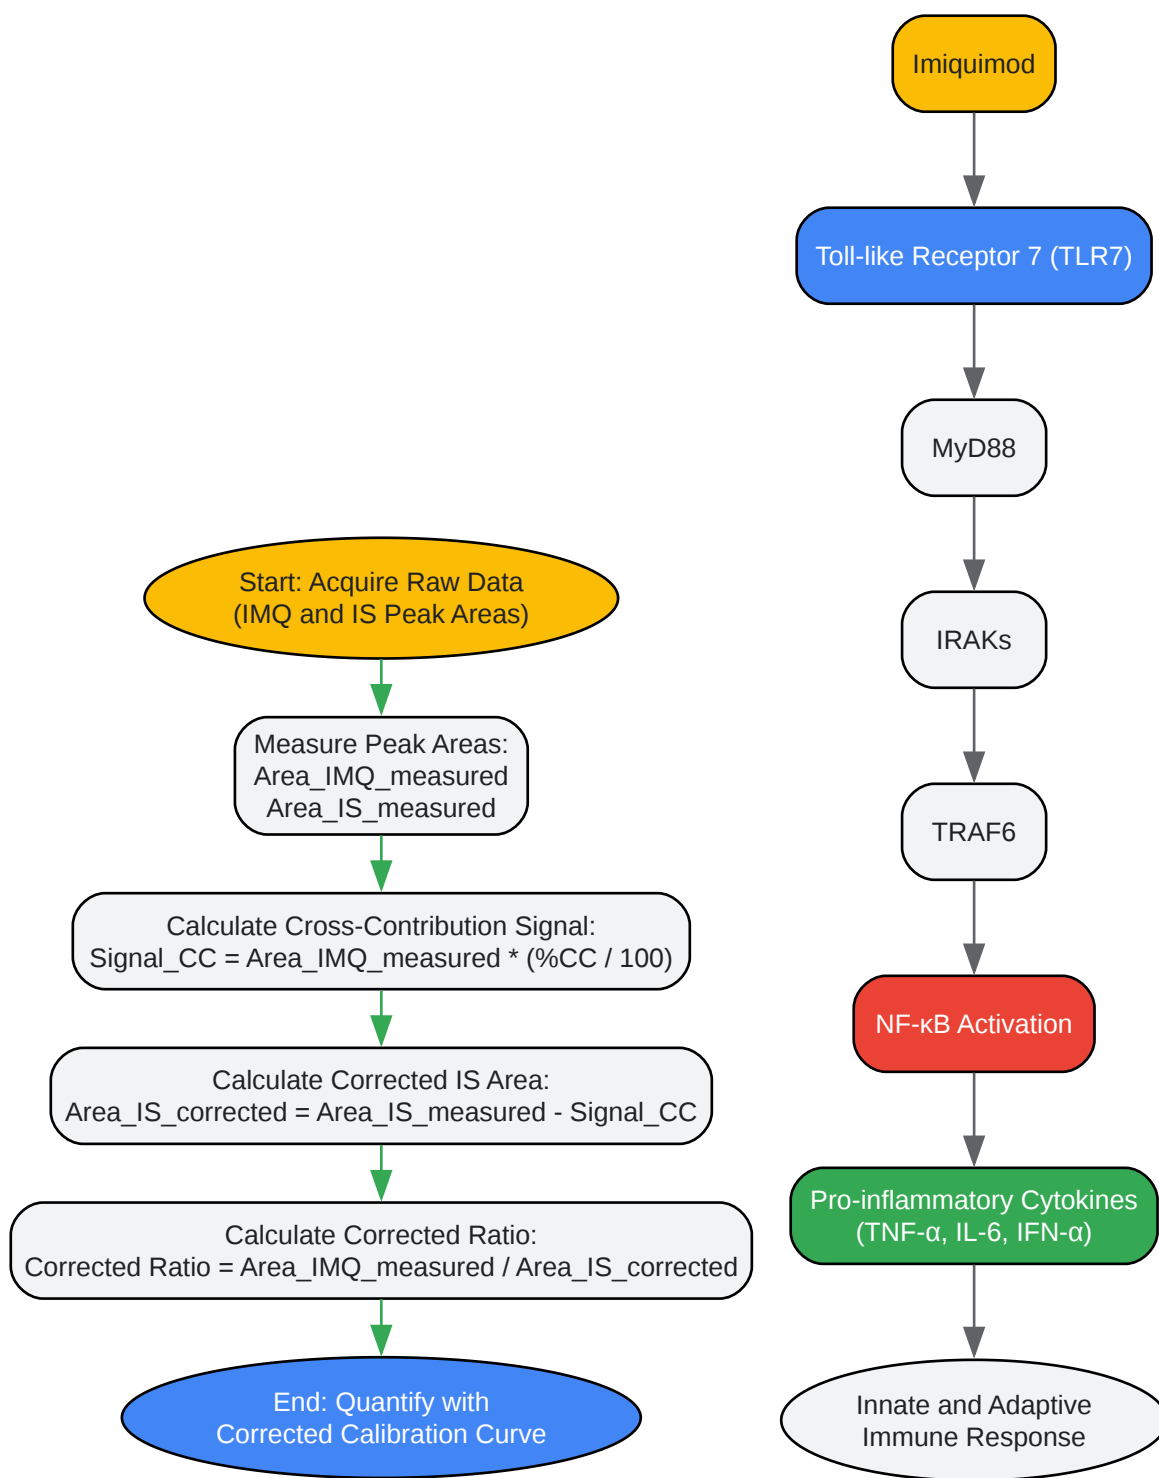 Start: Acquire Raw Data
(IMQ and IS Peak Areas)
Measure Peak Areas:
Area_IMQ_measured
Area_IS_measured
Calculate Cross-Contribution Signal:
Signal_CC = Area_IMQ_measured * (%CC / 100)
Calculate Corrected IS Area:
Area_IS_corrected = Area_IS_measured - Signal_CC
Calculate Corrected Ratio:
Corrected Ratio = Area_IMQ_measured / Area_IS_corrected
End: Quantify with
Corrected Calibration Curve
Imiquimod
Toll-like Receptor 7 (TLR7)
MyD88
IRAKs
TRAF6
NF-κB Activation
Pro-inflammatory Cytokines
(TNF-α, IL-6, IFN-α)
Innate and Adaptive
Immune Response